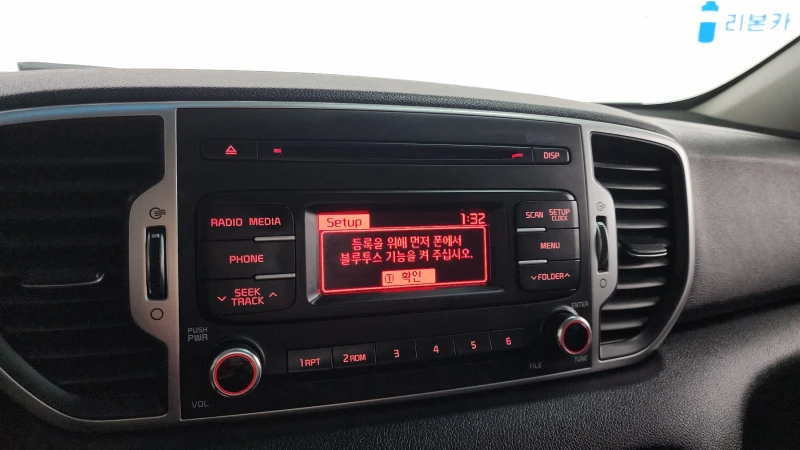 리본카
DISP
RADIO MEDIA
PHONE
SEEK
TRACK
Setup 1:32
등록을 위해 먼저 폰에서
블루투스 기능을 켜 주십시오.
1 확인
SCAN
SETUP
CLOCK
MENU
FOLDER
PUSH
PWR
VOL
1 RPT
2 RDM
3
4
5
6
FILE
ENTER
TUNE